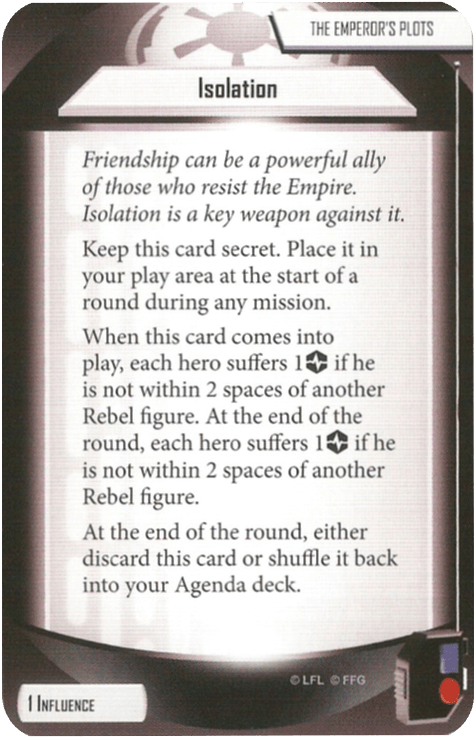 THE EMPEROR'S PLOTS
Isolation
Friendship can be a powerful ally
of those who resist the Empire.
Isolation is a key weapon against it.
Keep this card secret. Place it in
your play area at the start of a
round during any mission.
When this card comes into
play, each hero suffers 1 if he
is not within 2 spaces of another
Rebel figure. At the end of the
round, each hero suffers 1 if he
is not within 2 spaces of another
Rebel figure.
At the end of the round, either
discard this card or shuffle it back
into your Agenda deck.
© LFL © FFG
1 INFLUENCE